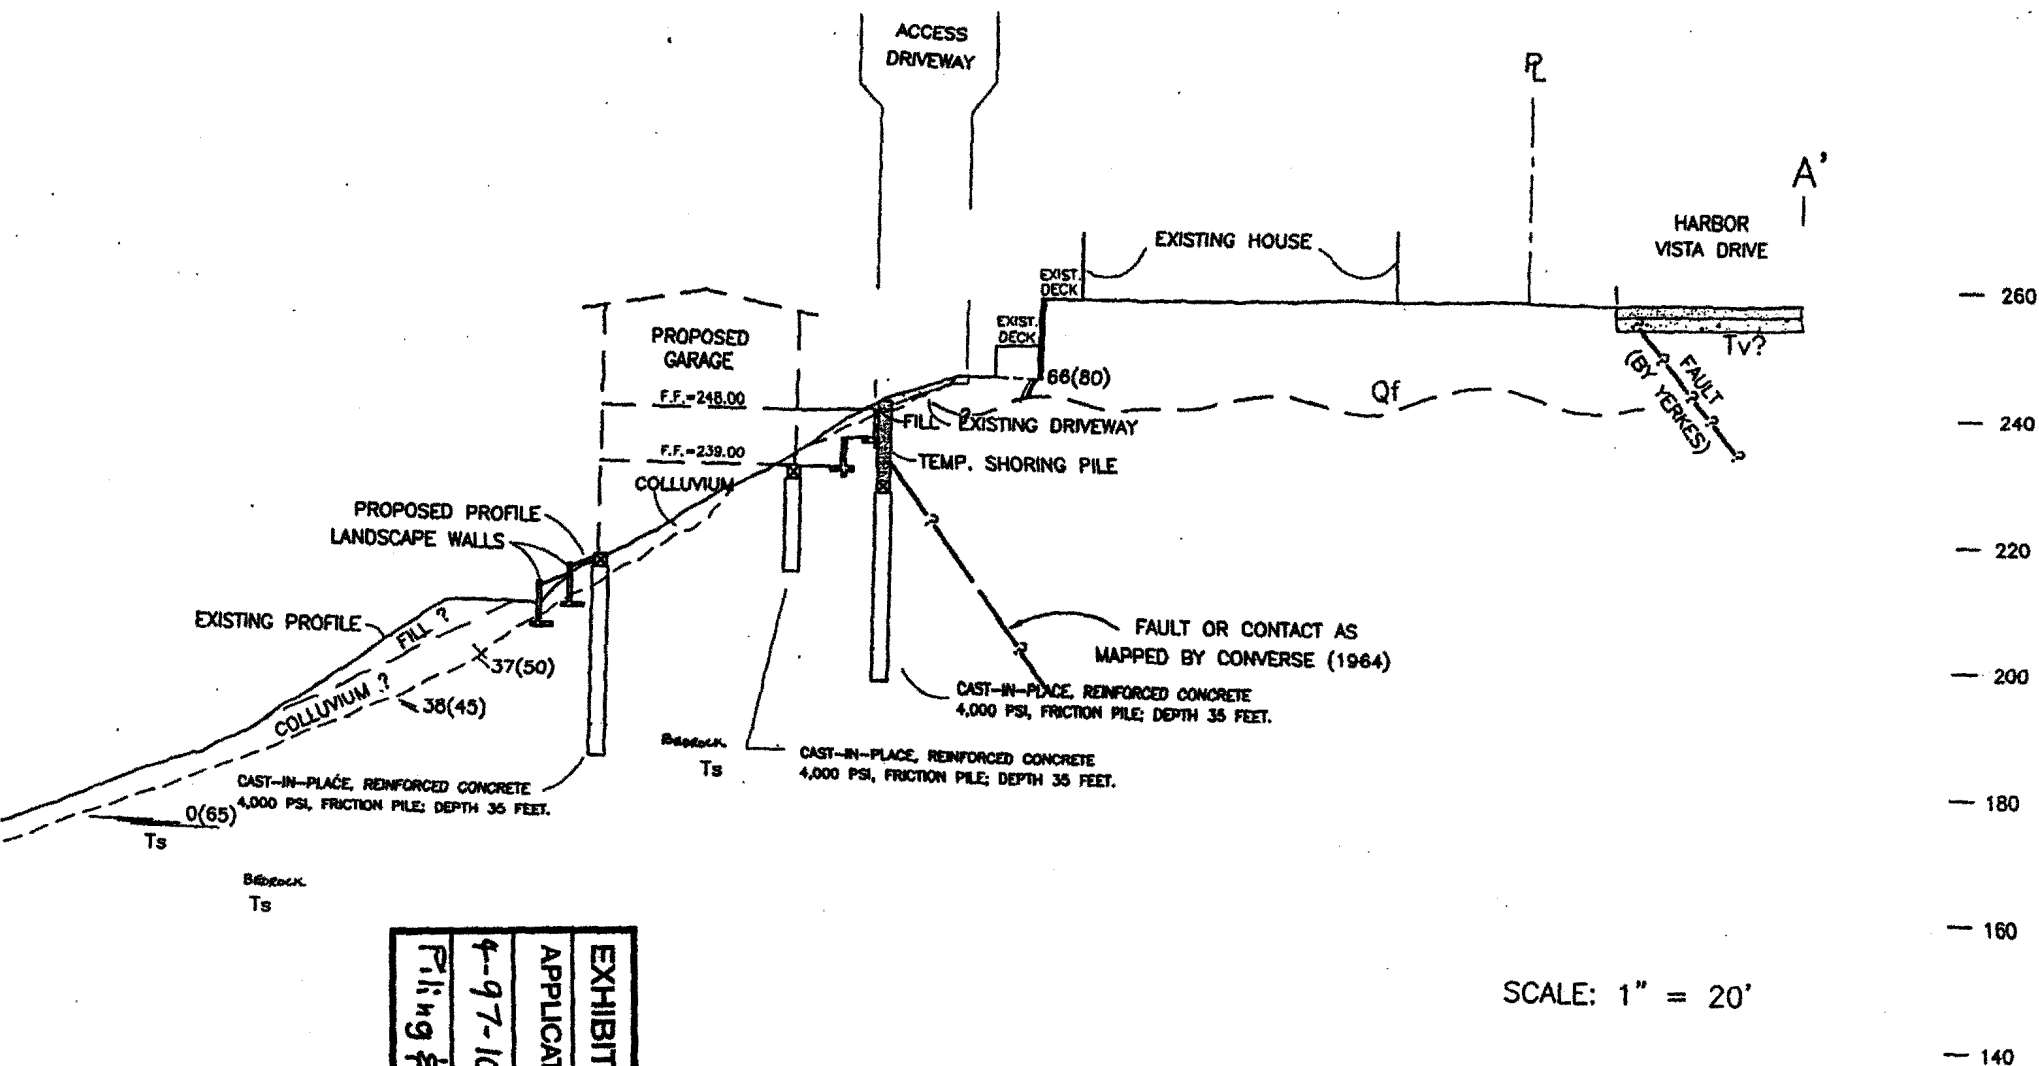 ACCESS
DRIVEWAY
PL
A'
HARBOR
VISTA DRIVE
EXISTING HOUSE
EXIST.
DECK
EXIST.
DECK
260
PROPOSED
GARAGE
Tv?
FAULT
(BY YERKES)
? ? ? ? ?
66(80)
Qf
F.F.=248.00
FILL
?
EXISTING DRIVEWAY
240
F.F.=239.00
TEMP. SHORING PILE
COLLUVIUM
PROPOSED PROFILE
LANDSCAPE WALLS
?
220
EXISTING PROFILE
FILL ?
FAULT OR CONTACT AS
MAPPED BY CONVERSE (1964)
?
37(50)
200
COLLUVIUM ?
38(45)
CAST-IN-PLACE, REINFORCED CONCRETE
4,000 PSI, FRICTION PILE; DEPTH 35 FEET.
BEDROCK
Ts
CAST-IN-PLACE, REINFORCED CONCRETE
4,000 PSI, FRICTION PILE; DEPTH 35 FEET.
CAST-IN-PLACE, REINFORCED CONCRETE
4,000 PSI, FRICTION PILE; DEPTH 35 FEET.
180
0(65)
Ts
BEDROCK
Ts
160
EXHIBIT
APPLICAT
4-97-10
Piling
SCALE: 1" = 20'
140